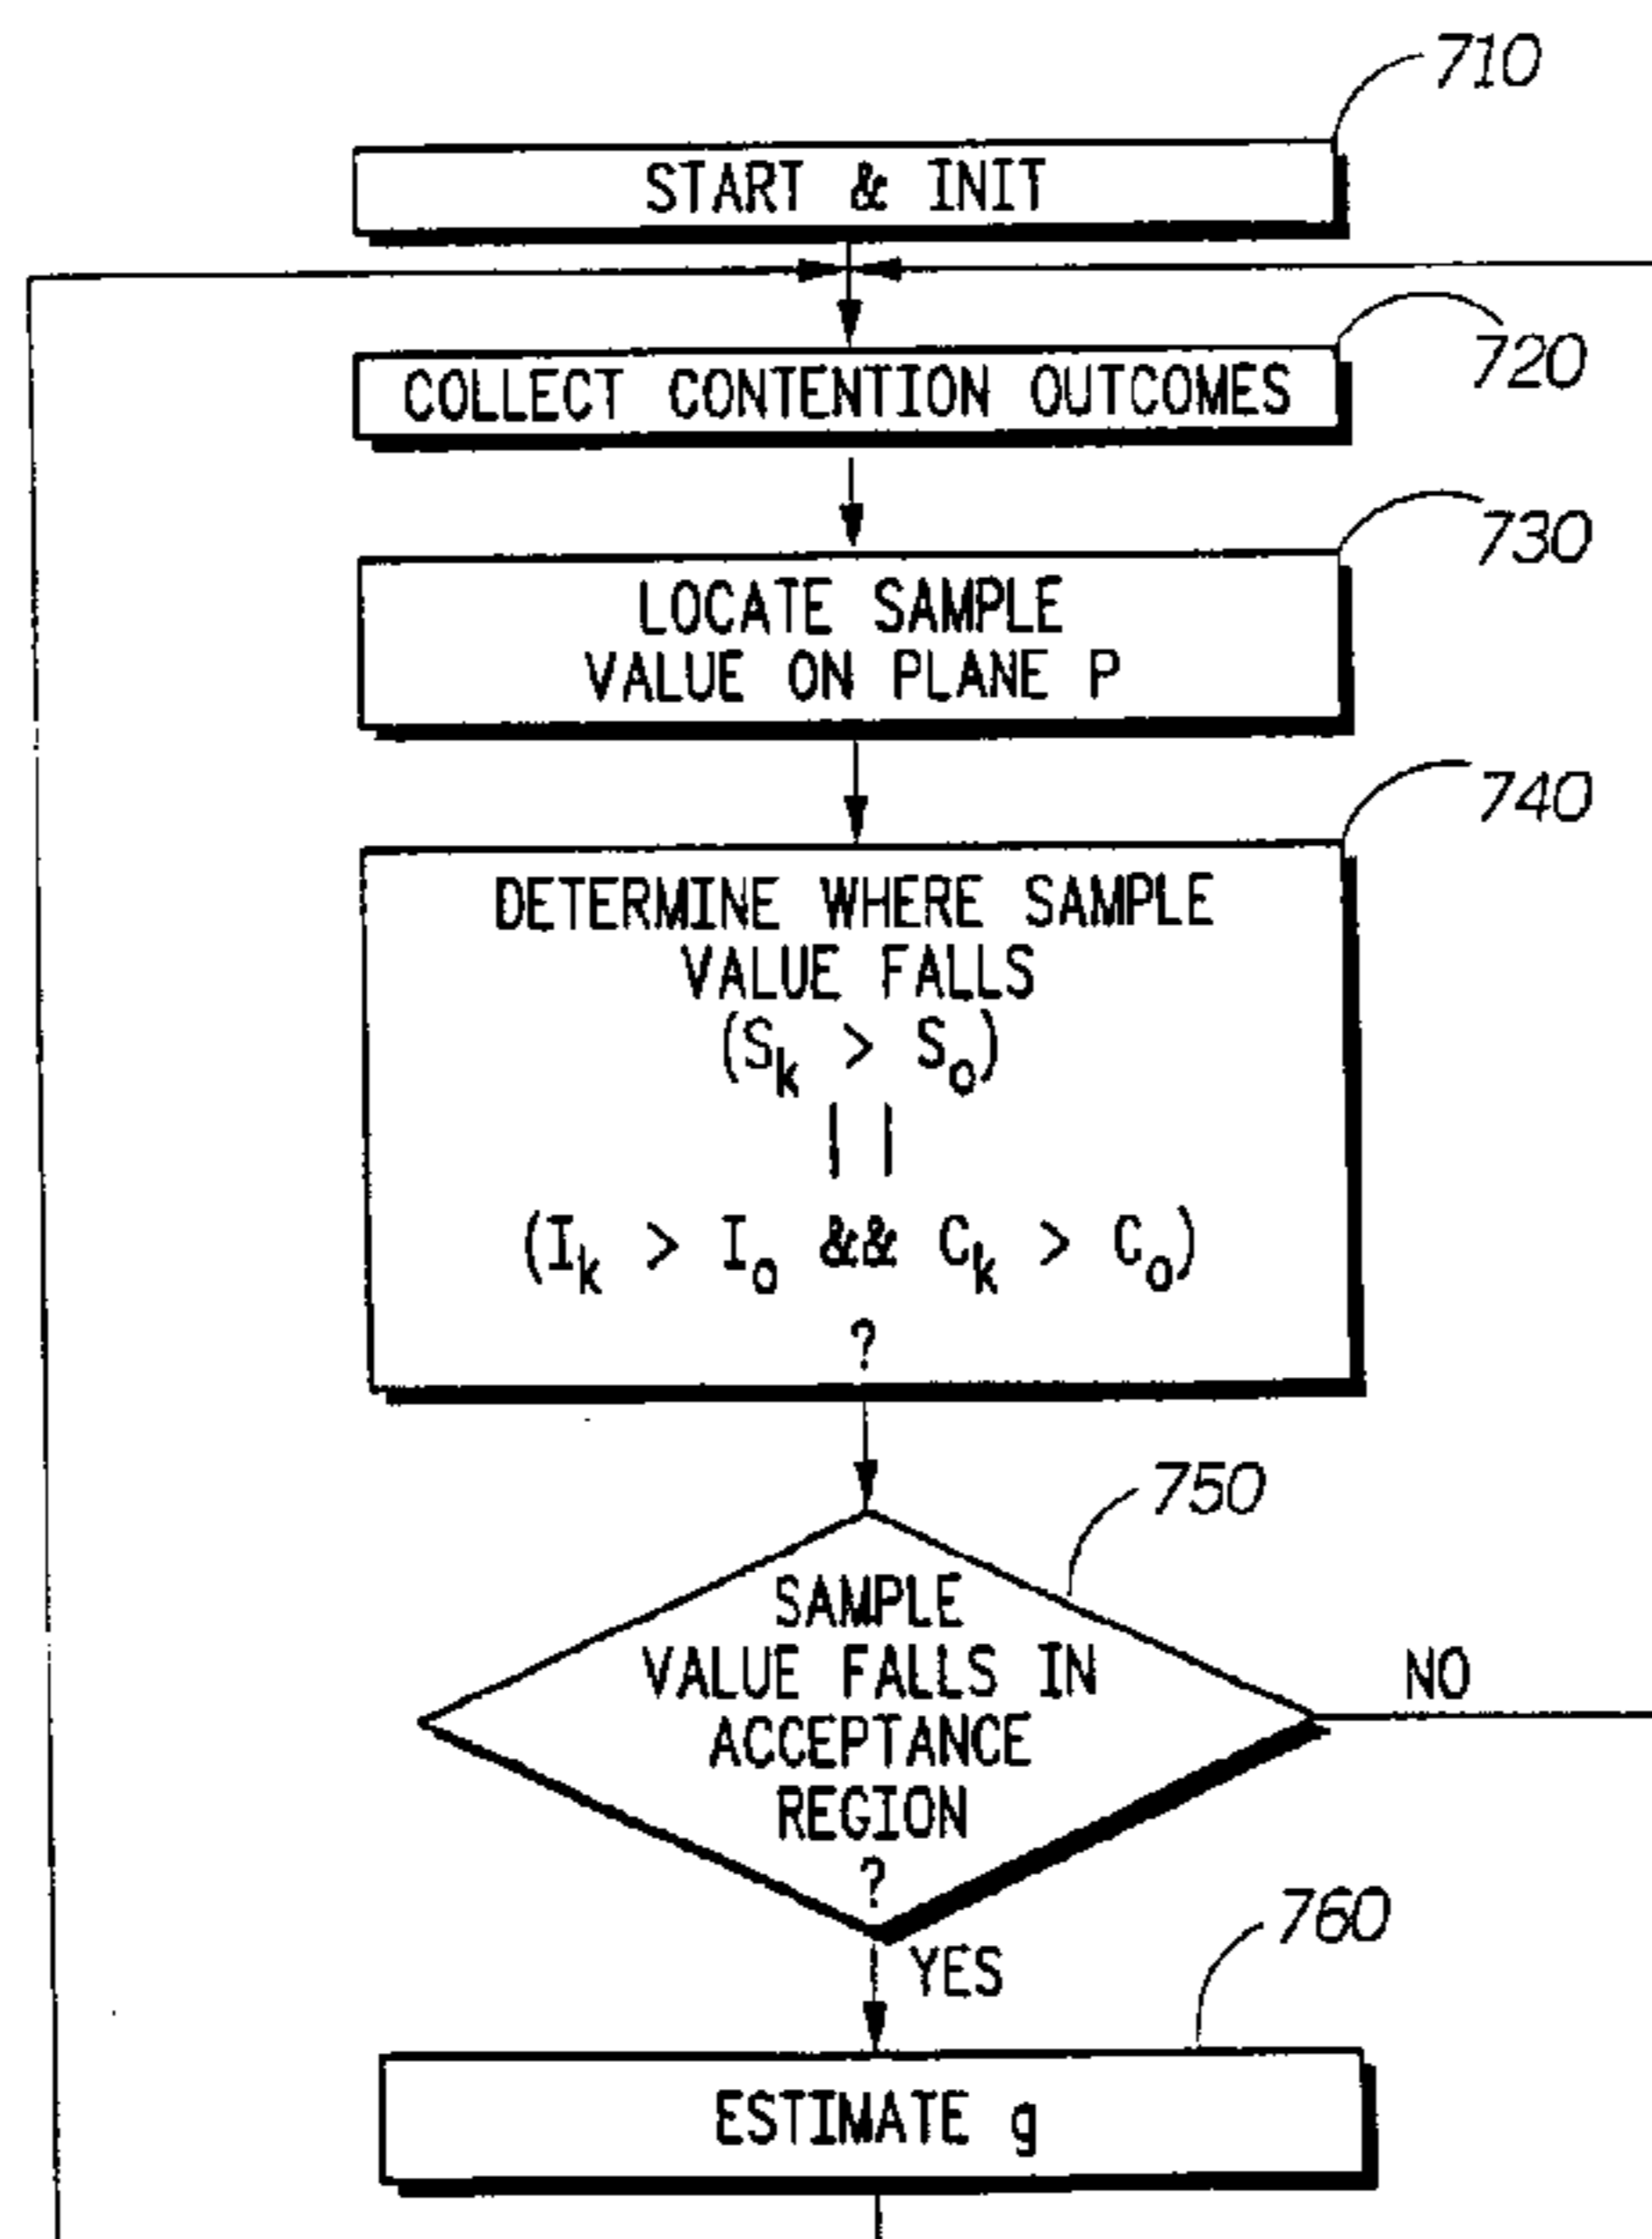 710
START & INIT
720
COLLECT CONTENTION OUTCOMES
730
LOCATE SAMPLE
VALUE ON PLANE P
740
DETERMINE WHERE SAMPLE
VALUE FALLS
(Sk > So)
||
(Ik > Io && Ck > Co)
?
750
SAMPLE
VALUE FALLS IN
ACCEPTANCE
REGION
?
NO
YES
760
ESTIMATE g